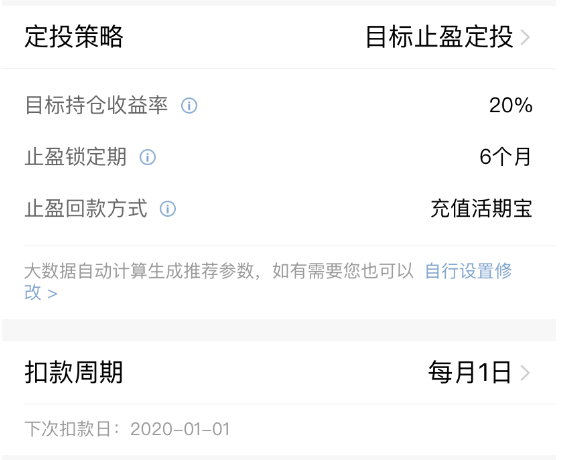 定投策略 目标止盈定投 >
目标持仓收益率 ⓘ 20%
止盈锁定期 ⓘ 6个月
止盈回款方式 ⓘ 充值活期宝
大数据自动计算生成推荐参数，如有需要您也可以 自行设置修
改 >
扣款周期 每月1日 >
下次扣款日：2020-01-01